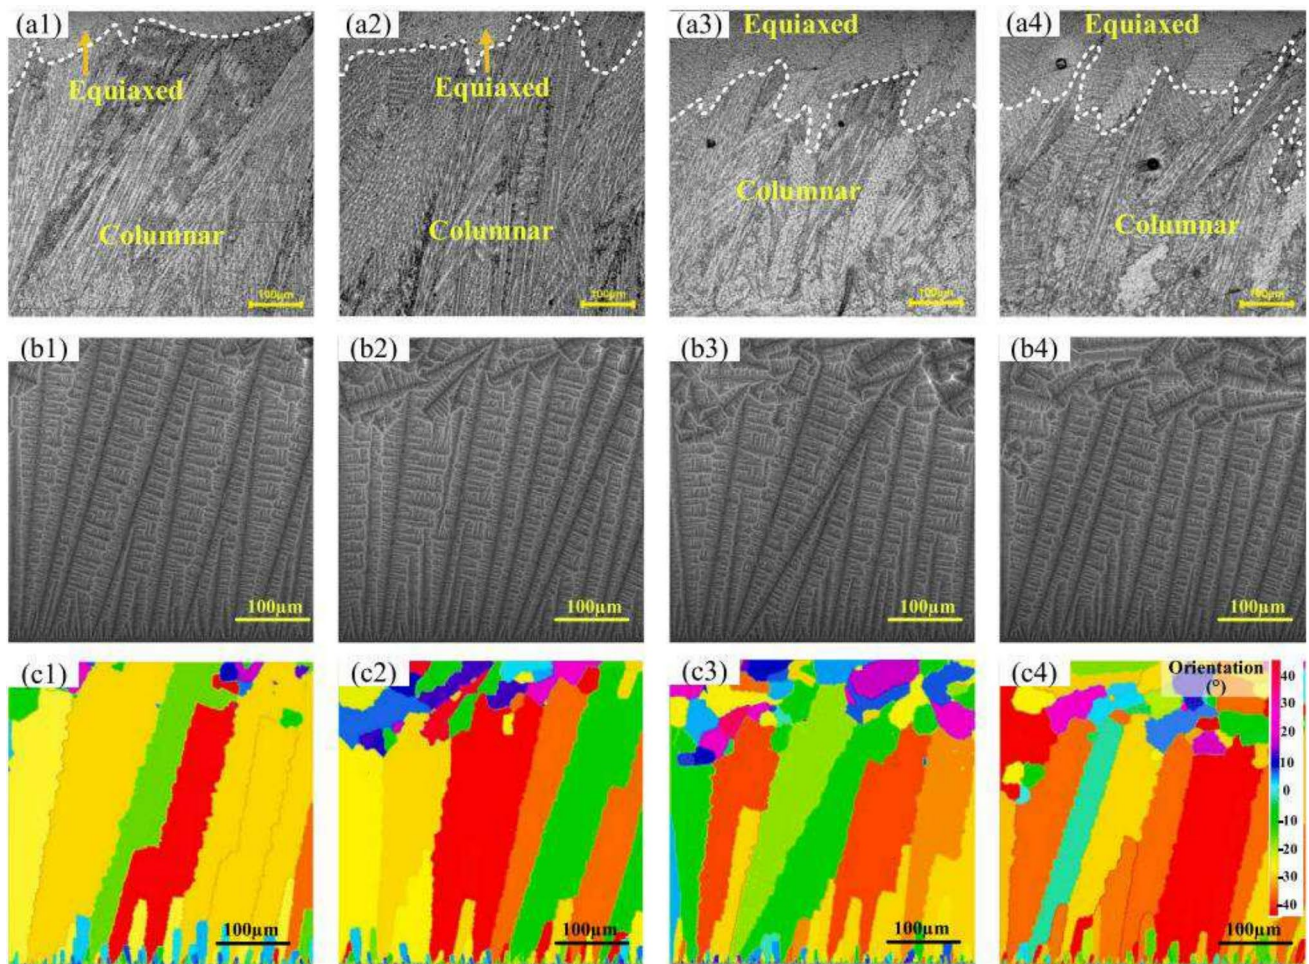 (a1)
Equiaxed
Columnar
100μm
(a2)
Equiaxed
Columnar
100μm
(a3)
Equiaxed
Columnar
100μm
(a4)
Equiaxed
Columnar
100μm
(b1)
100μm
(b2)
100μm
(b3)
100μm
(b4)
100μm
(c1)
100μm
(c2)
100μm
(c3)
100μm
(c4)
Orientation
(°)
40
30
20
10
0
-10
-20
-30
-40
100μm